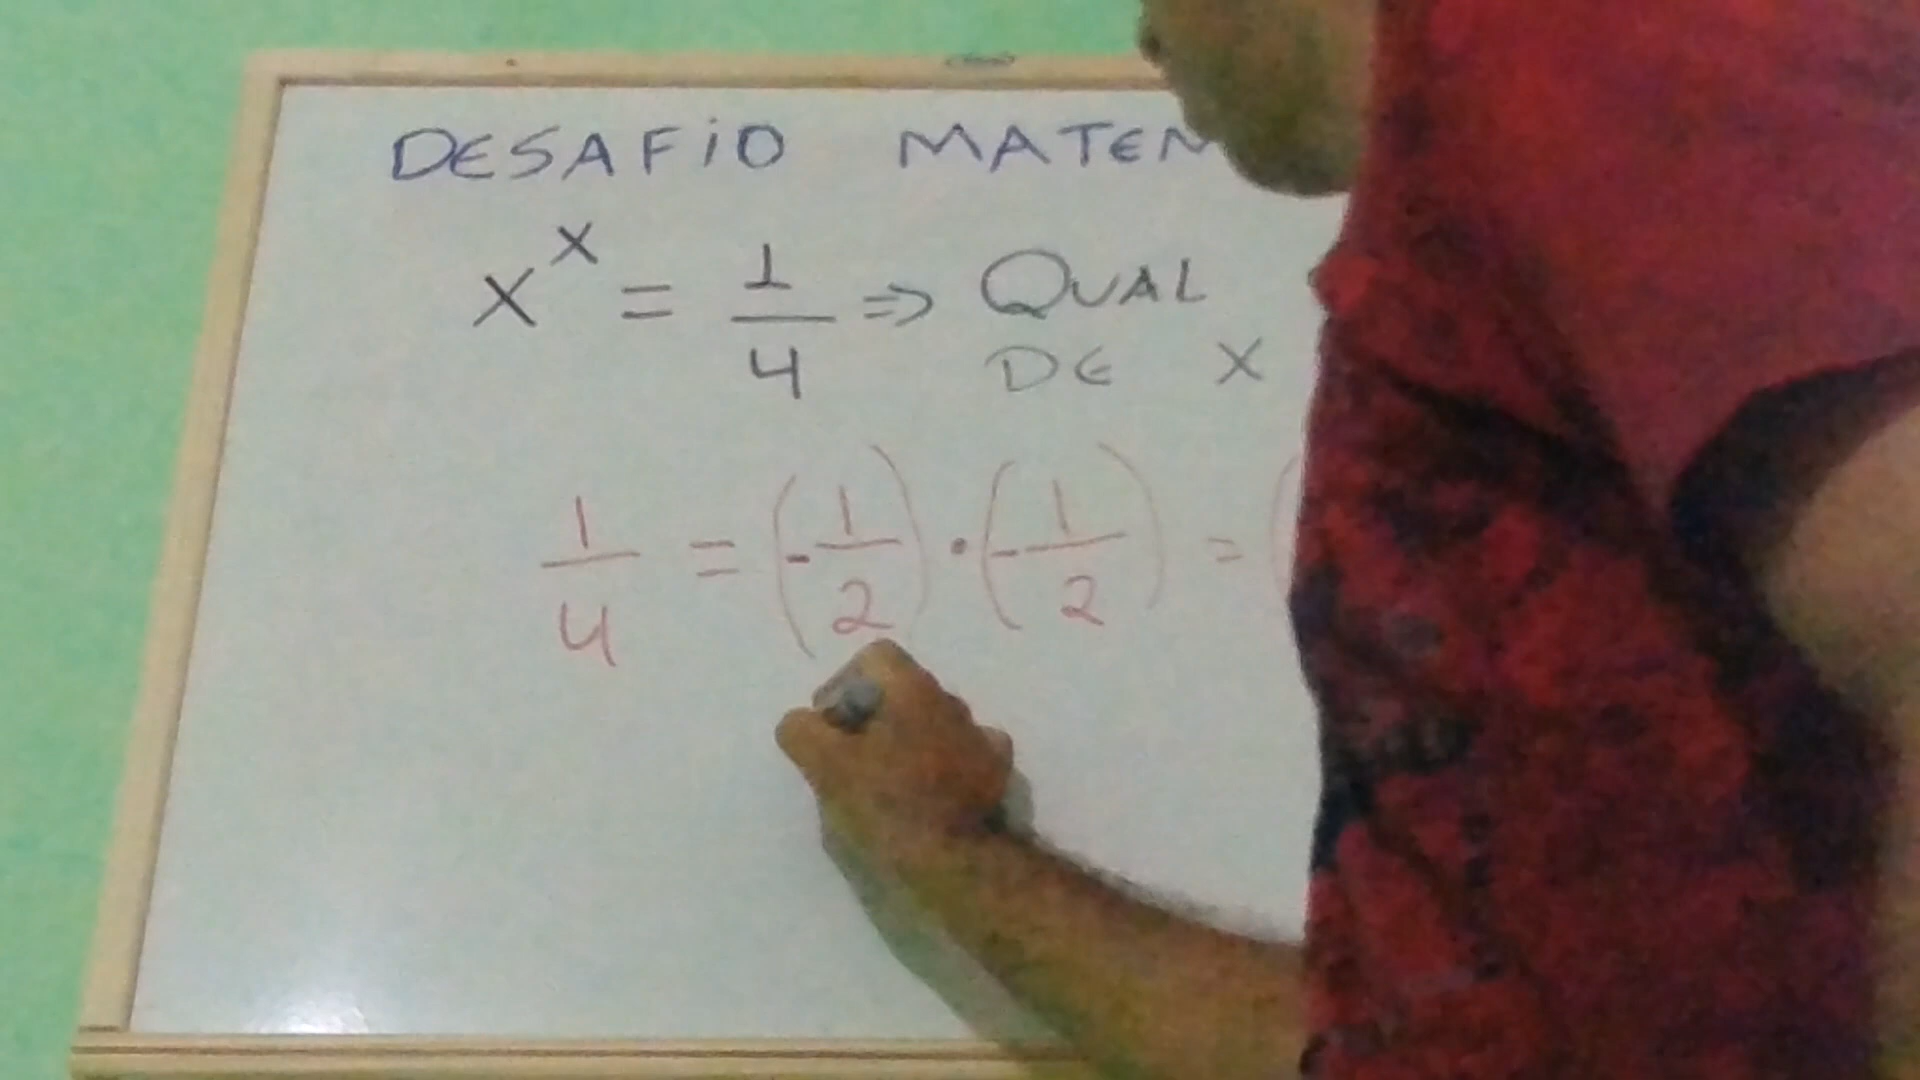 DESAFiO MATEM
x^x = 1/4 => QUAL
DE X
1/4 = (-1/2) · (-1/2) = (